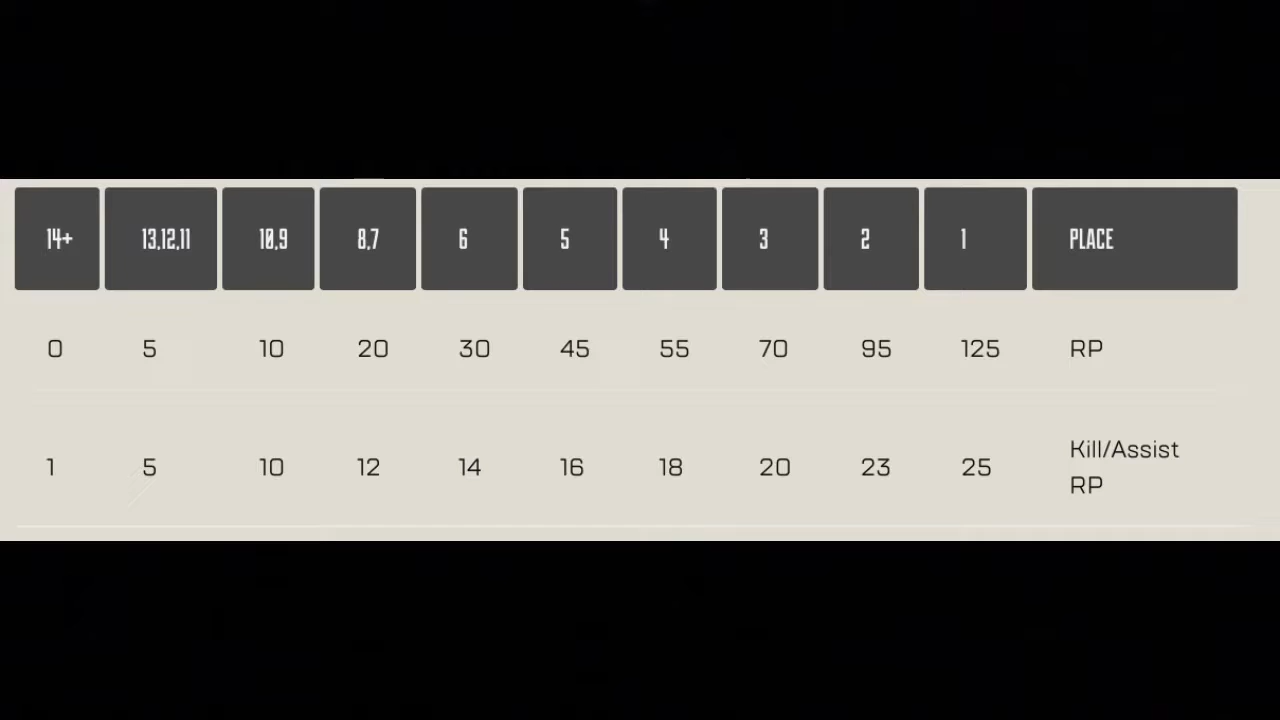 14+ 13,12,11 10,9 8,7 6 5 4 3 2 1 PLACE
0 5 10 20 30 45 55 70 95 125 RP
1 5 10 12 14 16 18 20 23 25 Kill/Assist
RP